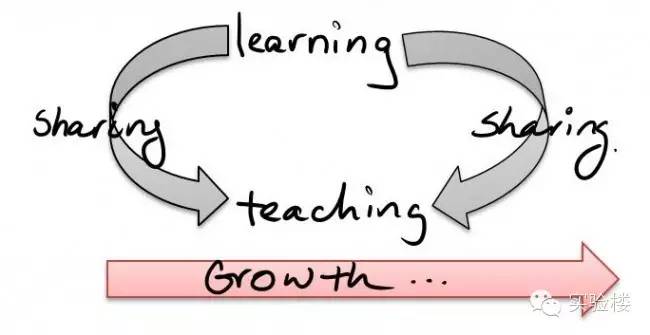 learning
sharing
sharing.
teaching
Growth...
实验楼